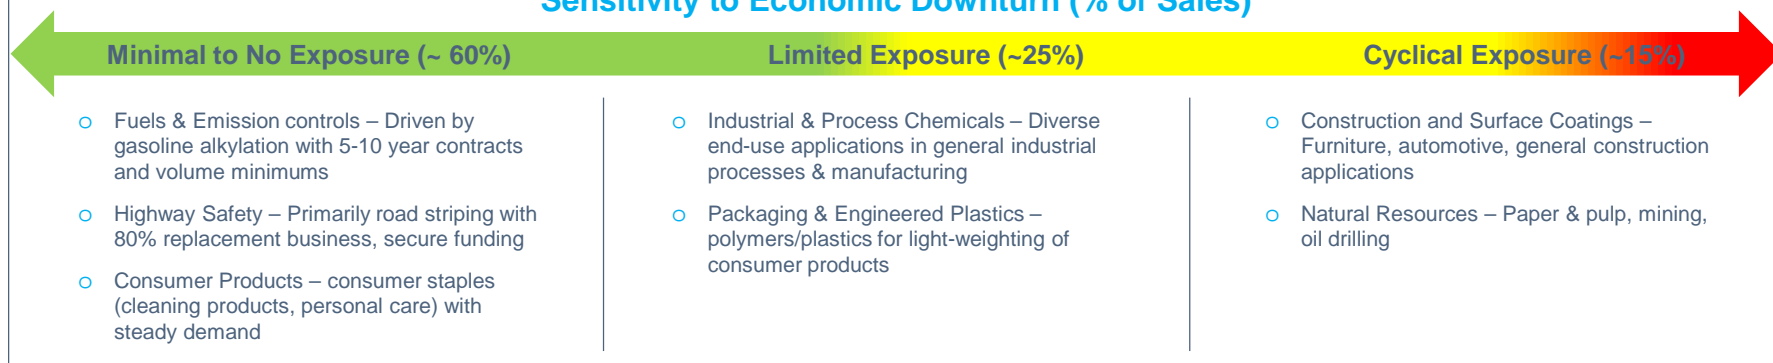 Sensitivity to Economic Downturn (% of Sales)
Minimal to No Exposure (~ 60%)
Limited Exposure (~25%)
Cyclical Exposure (~15%)
o Fuels & Emission controls – Driven by
gasoline alkylation with 5-10 year contracts
and volume minimums
o Highway Safety – Primarily road striping with
80% replacement business, secure funding
o Consumer Products – consumer staples
(cleaning products, personal care) with
steady demand
o Industrial & Process Chemicals – Diverse
end-use applications in general industrial
processes & manufacturing
o Packaging & Engineered Plastics –
polymers/plastics for light-weighting of
consumer products
o Construction and Surface Coatings –
Furniture, automotive, general construction
applications
o Natural Resources – Paper & pulp, mining,
oil drilling